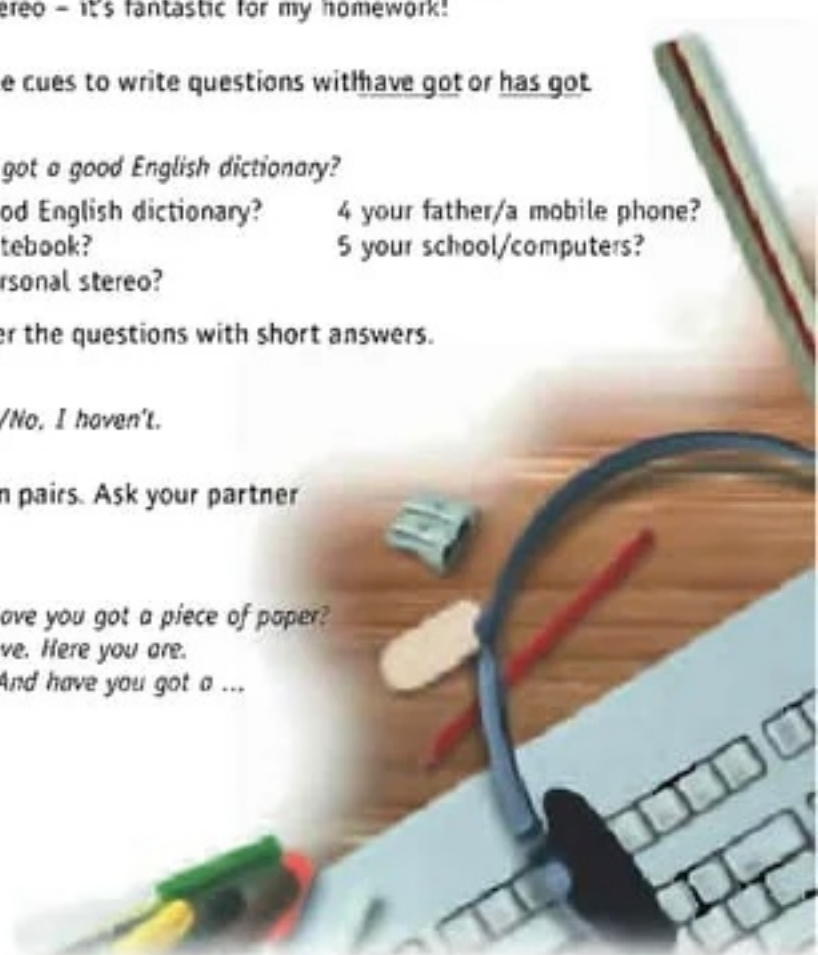 ereo – it's fantastic for my homework!
e cues to write questions with have got or has got.
got a good English dictionary?
od English dictionary? 4 your father/a mobile phone?
tebook? 5 your school/computers?
rsonal stereo?
er the questions with short answers.
/No, I haven't.
n pairs. Ask your partner
ave you got a piece of paper?
ve. Here you are.
And have you got a ...